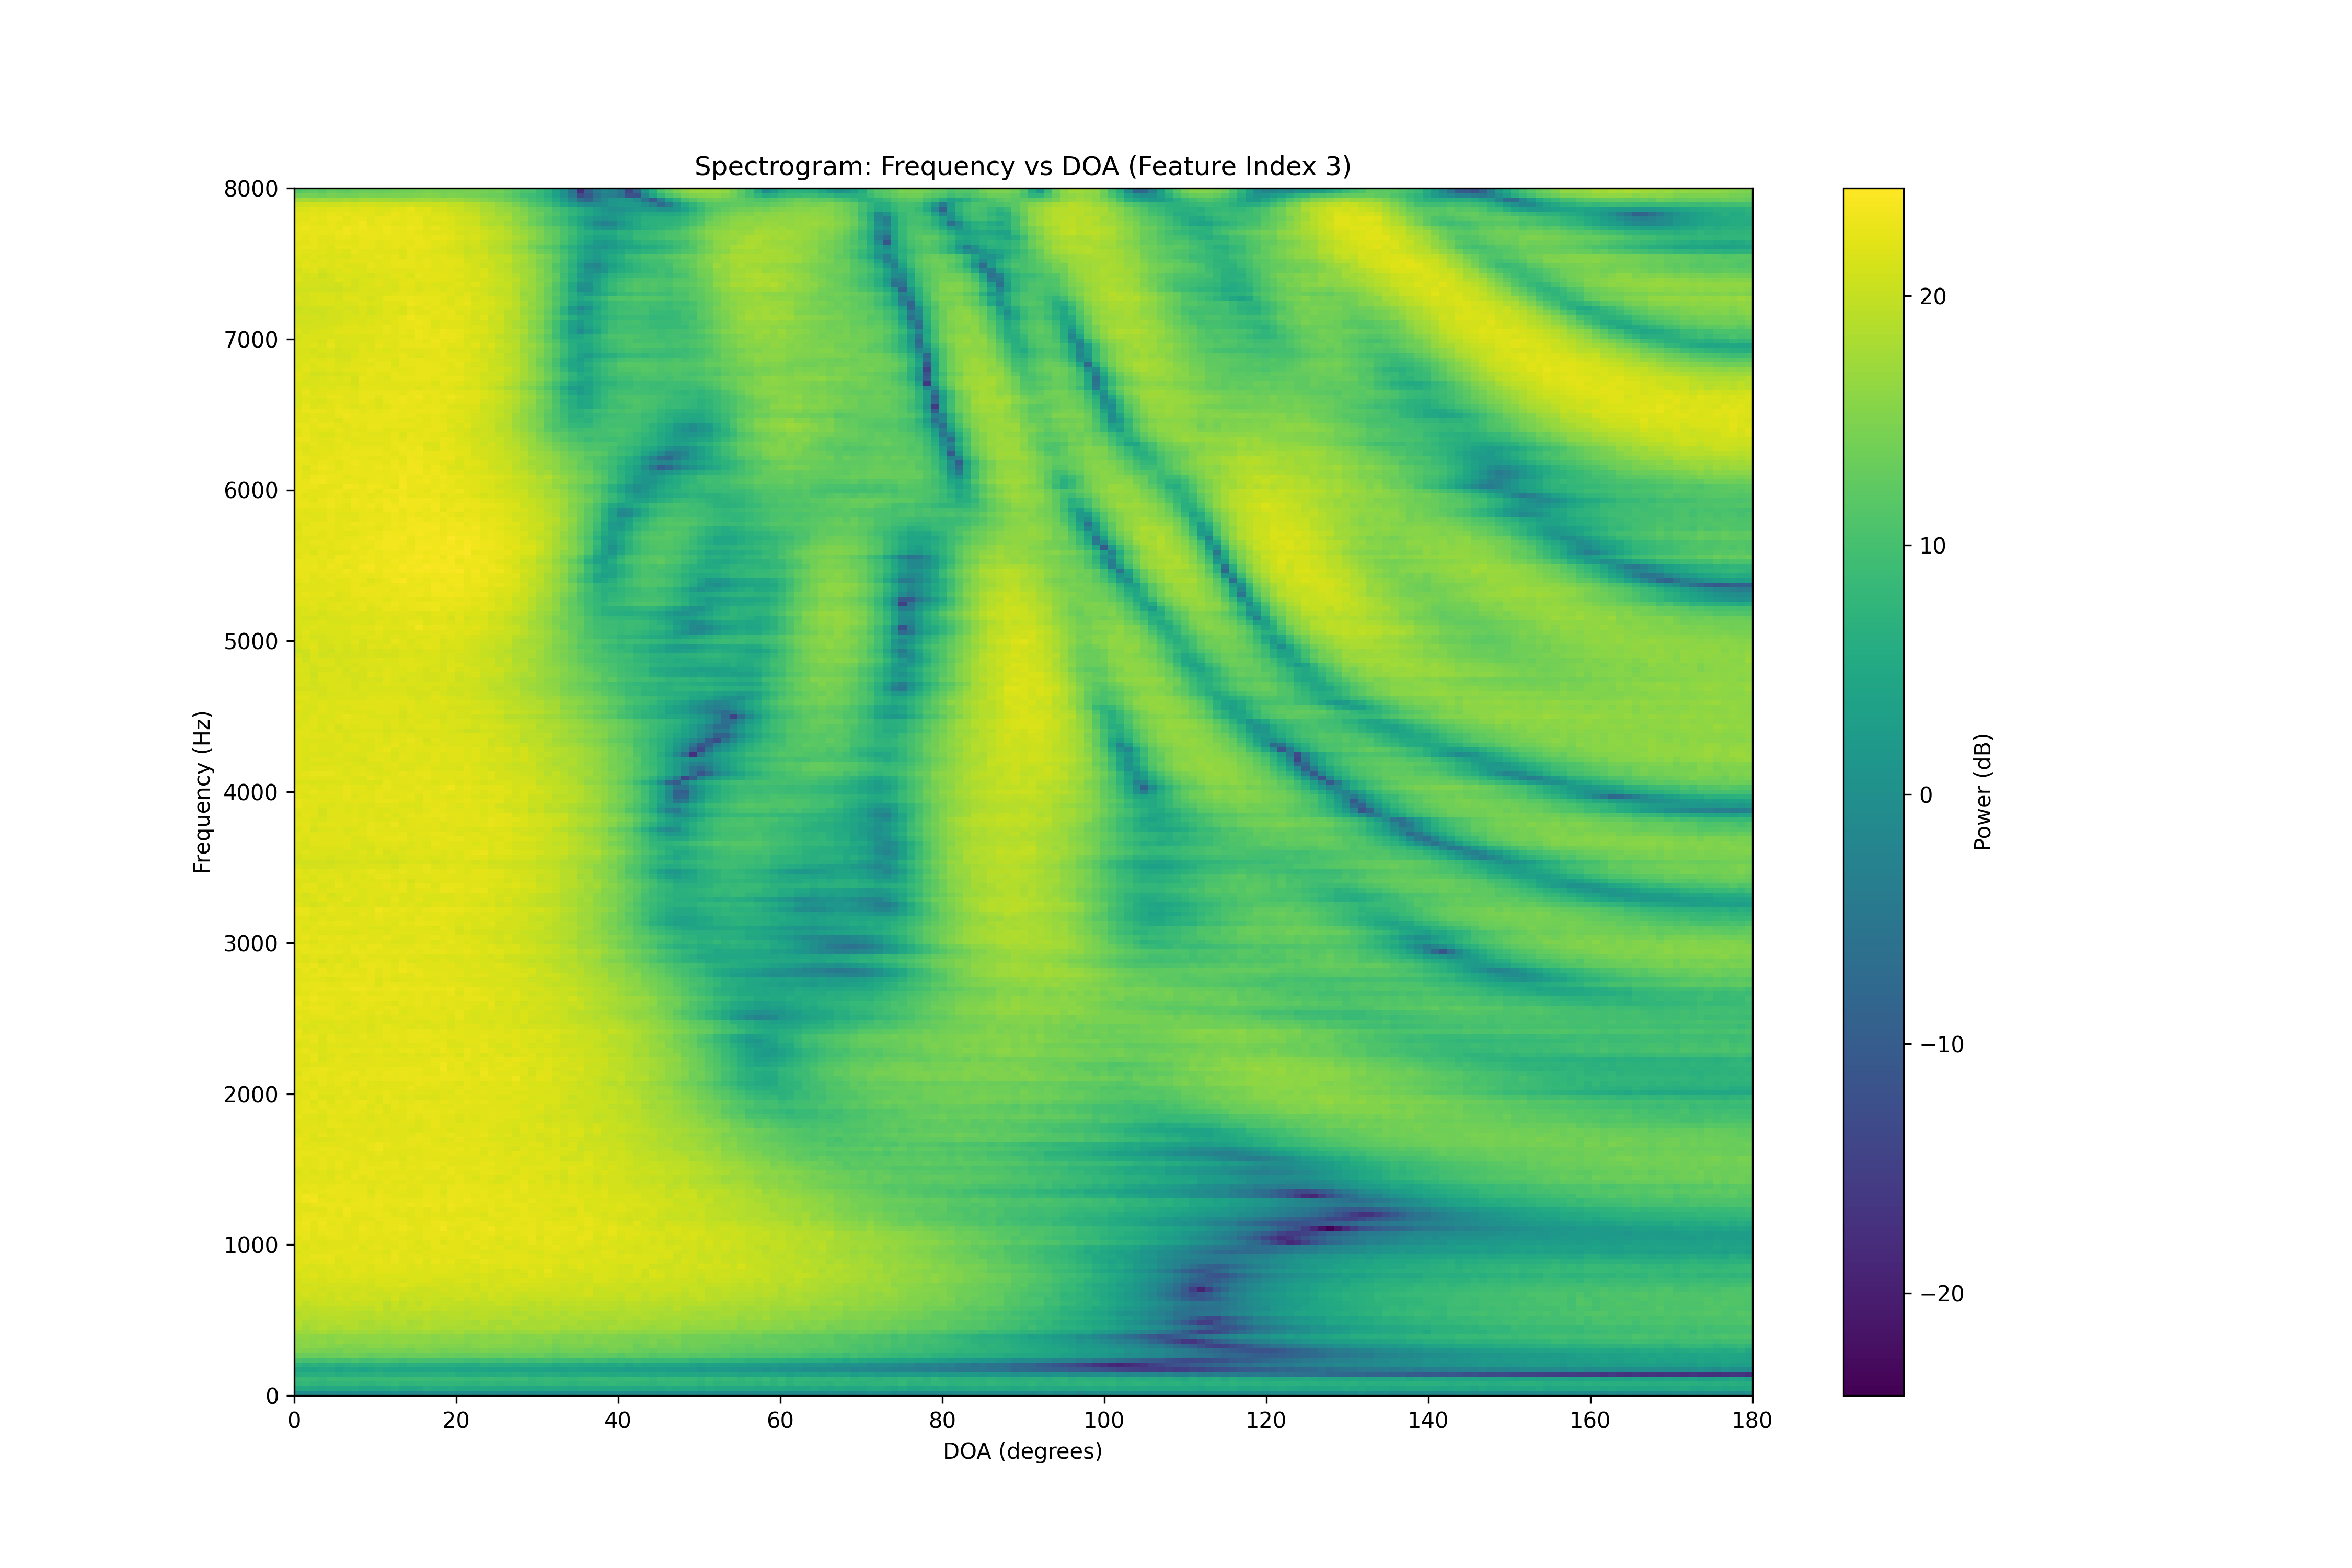 Spectrogram: Frequency vs DOA (Feature Index 3)
8000
7000
6000
5000
4000
3000
2000
1000
0
Frequency (Hz)
0 20 40 60 80 100 120 140 160 180
DOA (degrees)
20
10
0
−10
−20
Power (dB)